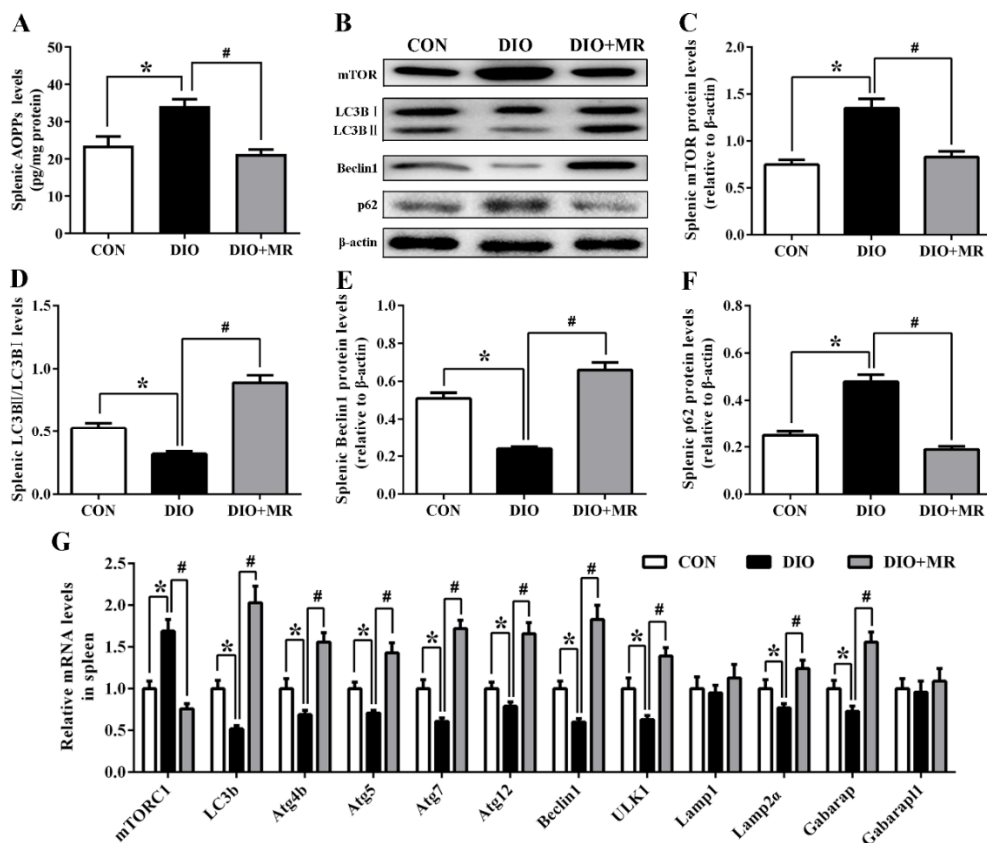 A
Splenic AOPPs levels
(pg/mg protein)
50
40
30
20
10
0
*
#
CON
DIO
DIO+MR
B
CON DIO DIO+MR
mTOR
LC3B I
LC3B II
Beclin1
p62
β-actin
C
Splenic mTOR protein levels
(relative to β-actin)
2.0
1.5
1.0
0.5
0.0
*
#
CON
DIO
DIO+MR
D
Splenic LC3BII/LC3BI levels
1.5
1.0
0.5
0.0
*
#
CON
DIO
DIO+MR
E
Splenic Beclin1 protein levels
(relative to β-actin)
1.0
0.8
0.6
0.4
0.2
0.0
*
#
CON
DIO
DIO+MR
F
Splenic p62 protein levels
(relative to β-actin)
0.8
0.6
0.4
0.2
0.0
*
#
CON
DIO
DIO+MR
G
Relative mRNA levels
in spleen
2.5
2.0
1.5
1.0
0.5
0.0
CON DIO DIO+MR
* #
* #
* #
* #
* #
* #
* #
* #
* #
* #
mTORC1
LC3b
Atg4b
Atg5
Atg7
Atg12
Beclin1
ULK1
Lamp1
Lamp2α
Gabarap
Gabarapl1